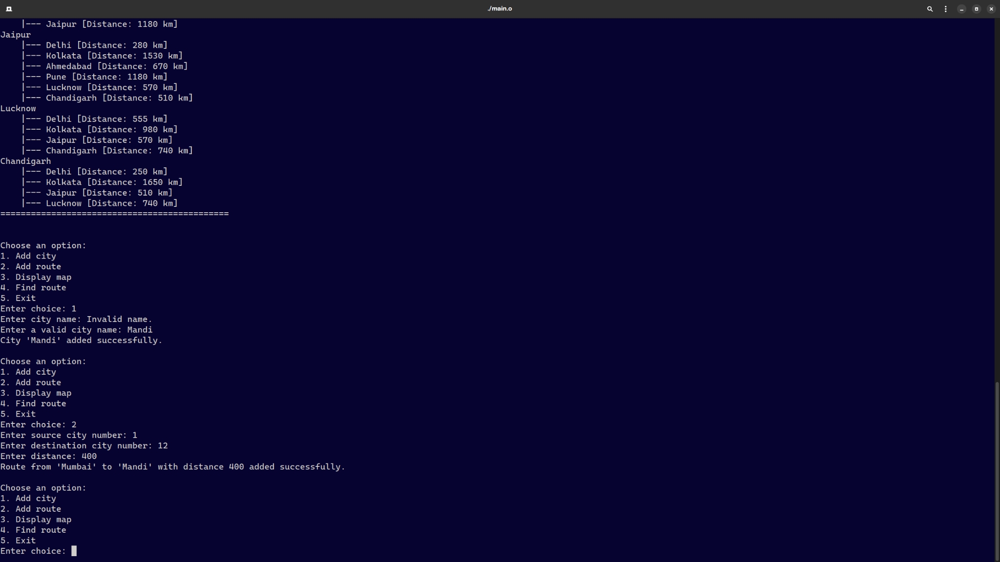 ./main.o
    |--- Jaipur [Distance: 1180 km]
Jaipur
    |--- Delhi [Distance: 280 km]
    |--- Kolkata [Distance: 1530 km]
    |--- Ahmedabad [Distance: 670 km]
    |--- Pune [Distance: 1180 km]
    |--- Lucknow [Distance: 570 km]
    |--- Chandigarh [Distance: 510 km]
Lucknow
    |--- Delhi [Distance: 555 km]
    |--- Kolkata [Distance: 980 km]
    |--- Jaipur [Distance: 570 km]
    |--- Chandigarh [Distance: 740 km]
Chandigarh
    |--- Delhi [Distance: 250 km]
    |--- Kolkata [Distance: 1650 km]
    |--- Jaipur [Distance: 510 km]
    |--- Lucknow [Distance: 740 km]
=============================================
Choose an option:
1. Add city
2. Add route
3. Display map
4. Find route
5. Exit
Enter choice: 1
Enter city name: Invalid name.
Enter a valid city name: Mandi
City 'Mandi' added successfully.
Choose an option:
1. Add city
2. Add route
3. Display map
4. Find route
5. Exit
Enter choice: 2
Enter source city number: 1
Enter destination city number: 12
Enter distance: 400
Route from 'Mumbai' to 'Mandi' with distance 400 added successfully.
Choose an option:
1. Add city
2. Add route
3. Display map
4. Find route
5. Exit
Enter choice: